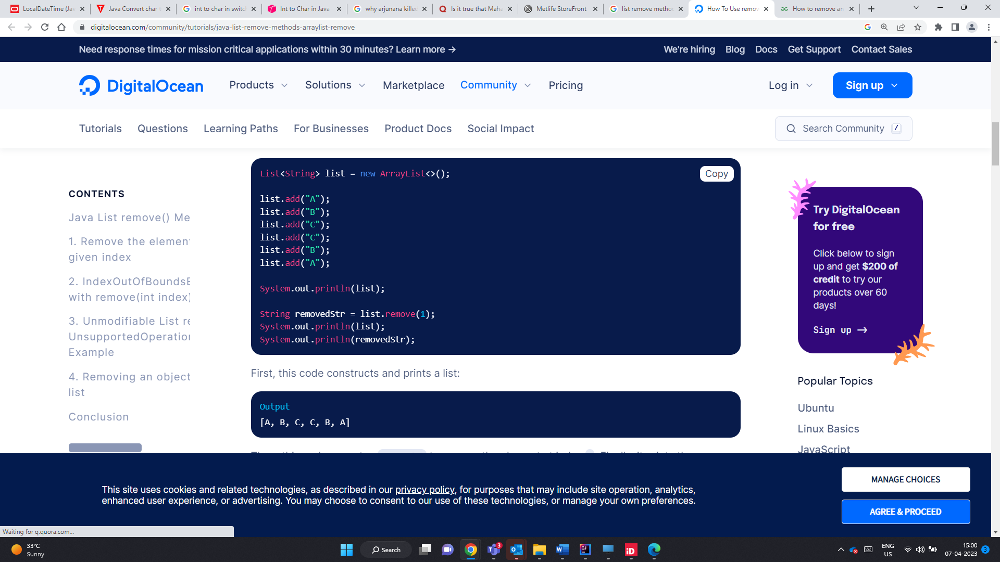 LocalDateTime (Jav
Java Convert char t
int to char in switc
Int to Char in Java
why arjunana killed
Is it true that Maha
Metlife StoreFront
list remove metho
How To Use remov
How to remove an
digitalocean.com/community/tutorials/java-list-remove-methods-arraylist-remove
Need response times for mission critical applications within 30 minutes? Learn more →
We're hiring Blog Docs Get Support Contact Sales
DigitalOcean
Products Solutions Marketplace Community Pricing
Log in Sign up
Tutorials Questions Learning Paths For Businesses Product Docs Social Impact
Search Community /
CONTENTS
Java List remove() Me
1. Remove the element
given index
2. IndexOutOfBoundsE
with remove(int index)
3. Unmodifiable List re
UnsupportedOperation
Example
4. Removing an object
list
Conclusion
List<String> list = new ArrayList<>();
Copy
list.add("A");
list.add("B");
list.add("C");
list.add("C");
list.add("B");
list.add("A");
System.out.println(list);
String removedStr = list.remove(1);
System.out.println(list);
System.out.println(removedStr);
First, this code constructs and prints a list:
Output
[A, B, C, C, B, A]
Try DigitalOcean
for free
Click below to sign
up and get $200 of
credit to try our
products over 60
days!
Sign up →
Popular Topics
Ubuntu
Linux Basics
JavaScript
This site uses cookies and related technologies, as described in our privacy policy, for purposes that may include site operation, analytics,
enhanced user experience, or advertising. You may choose to consent to our use of these technologies, or manage your own preferences.
MANAGE CHOICES
AGREE & PROCEED
Waiting for q.quora.com...
33°C
Sunny
Search
3
ENG
US
15:00
07-04-2023
3